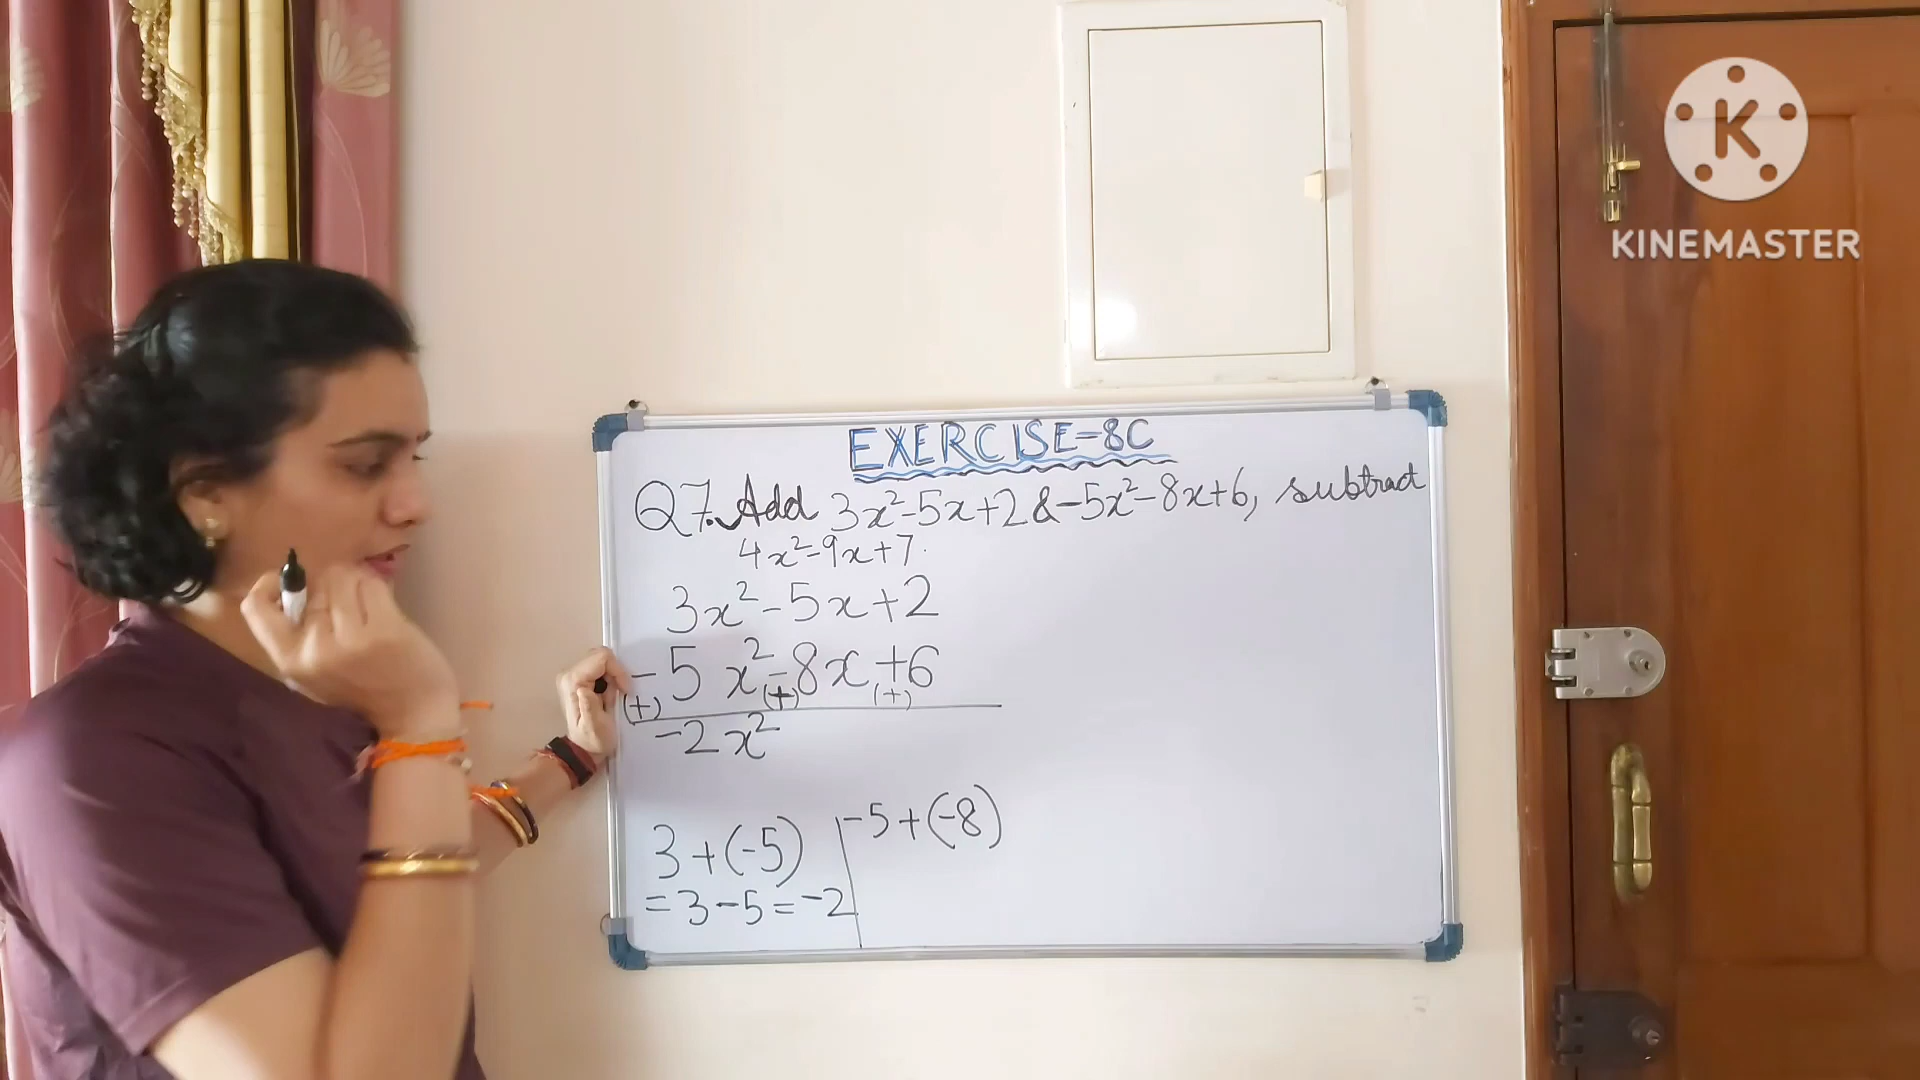 K
KINEMASTER
EXERCISE-8C
Q7. Add 3x²-5x+2 & -5x²-8x+6, subtract
4x²-9x+7.
3x²-5x+2
-5x²-8x+6
(+) (+) (+)
-2x²
3+(-5)
=3-5=-2
-5+(-8)